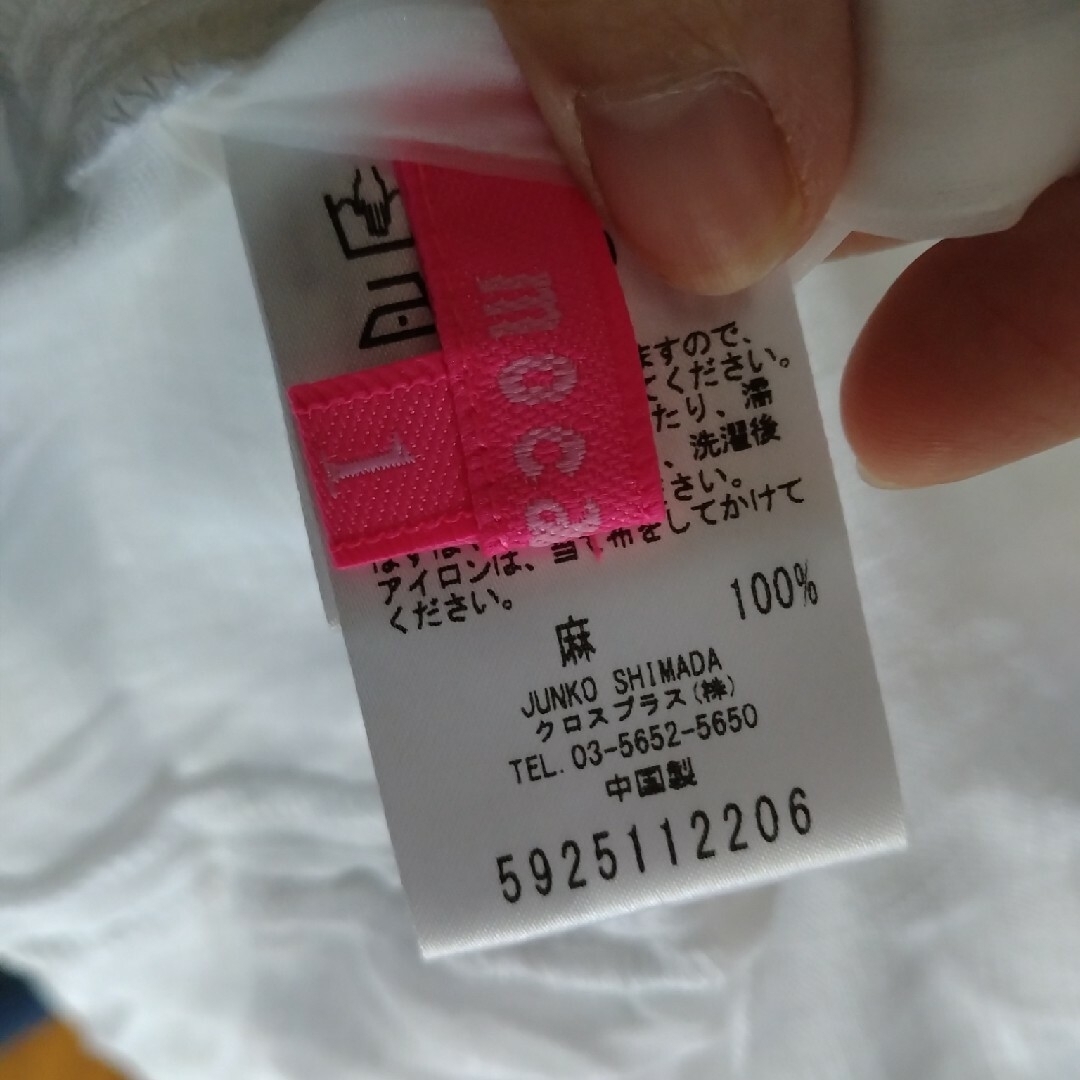 moca
1
ますので、
てください。
たり、濡
、洗濯後
さい。
布をしてかけて
アイロンは、当
ください。
麻 100%
JUNKO SHIMADA
クロスプラス(株)
TEL.03-5652-5650
中国製
5925112206